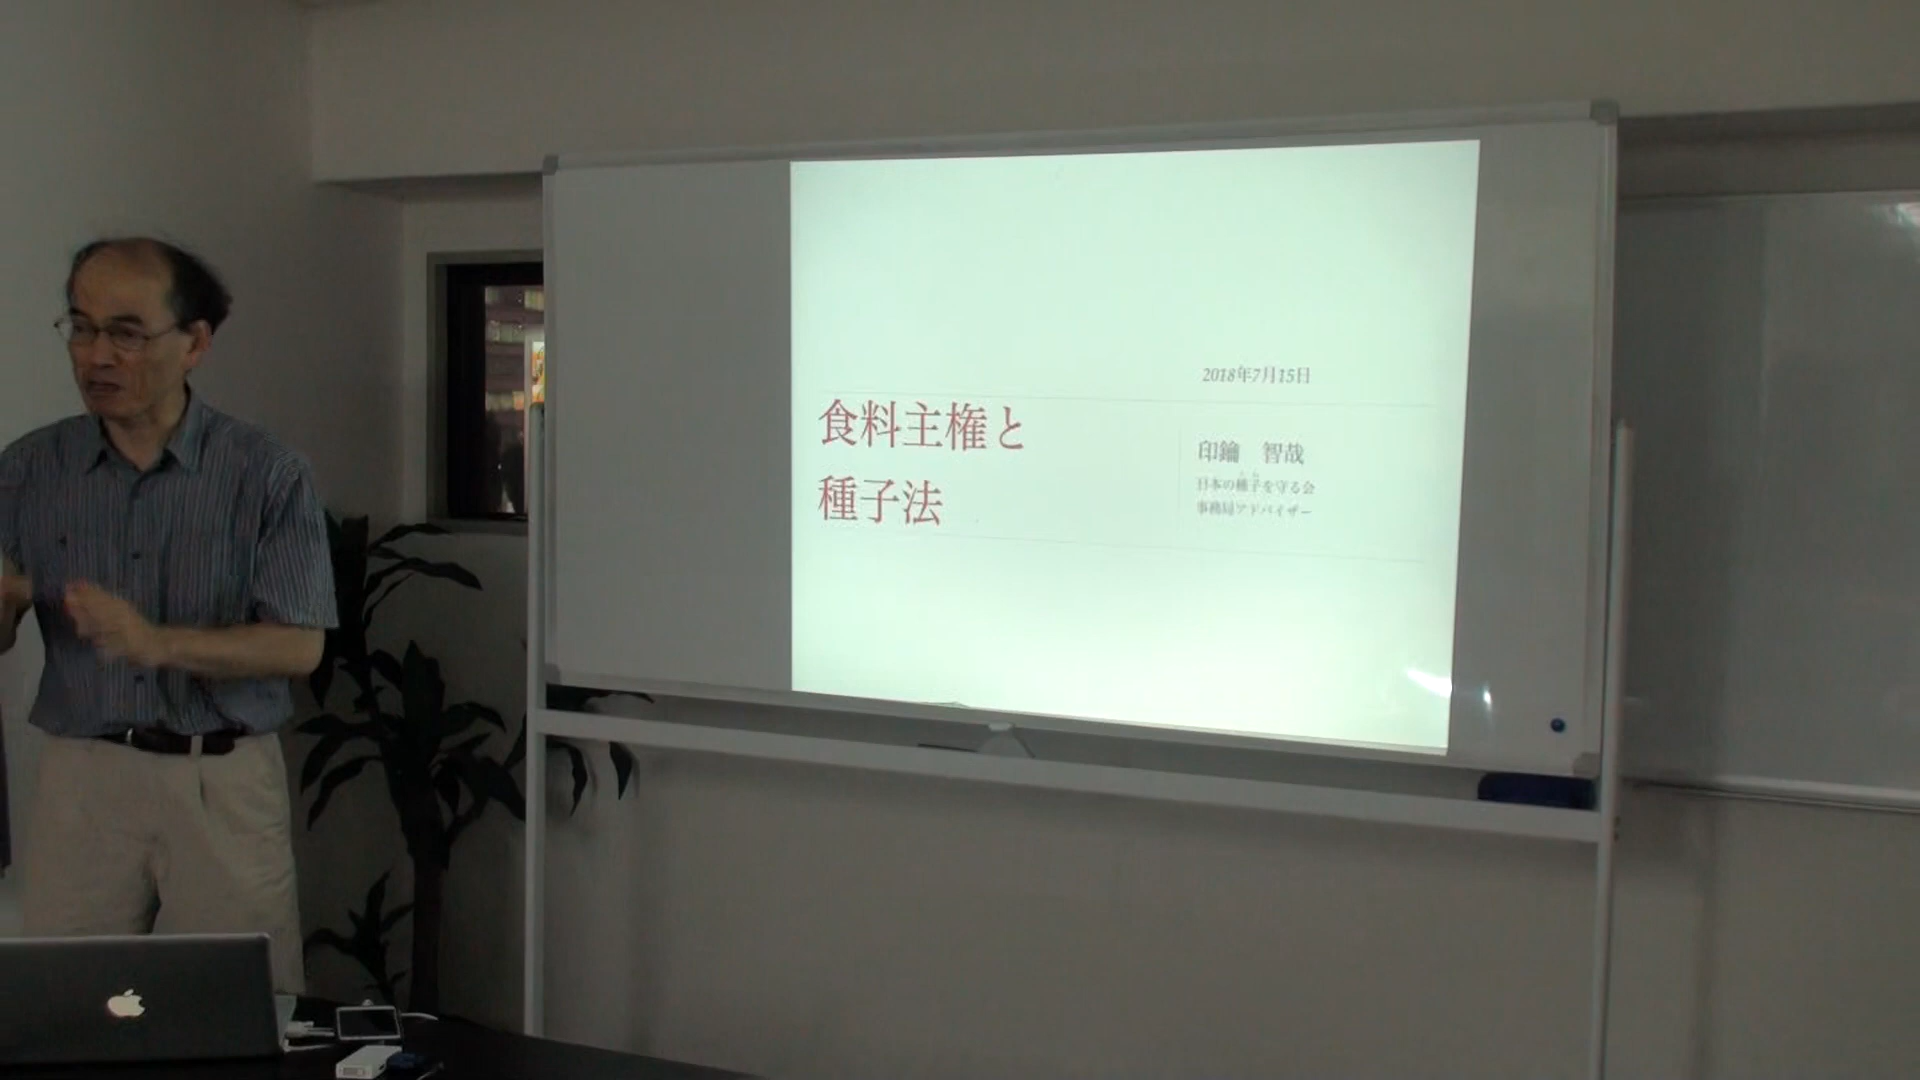 2018年7月15日
食料主権と
種子法
印鑰 智哉
日本の種子を守る会
事務局アドバイザー